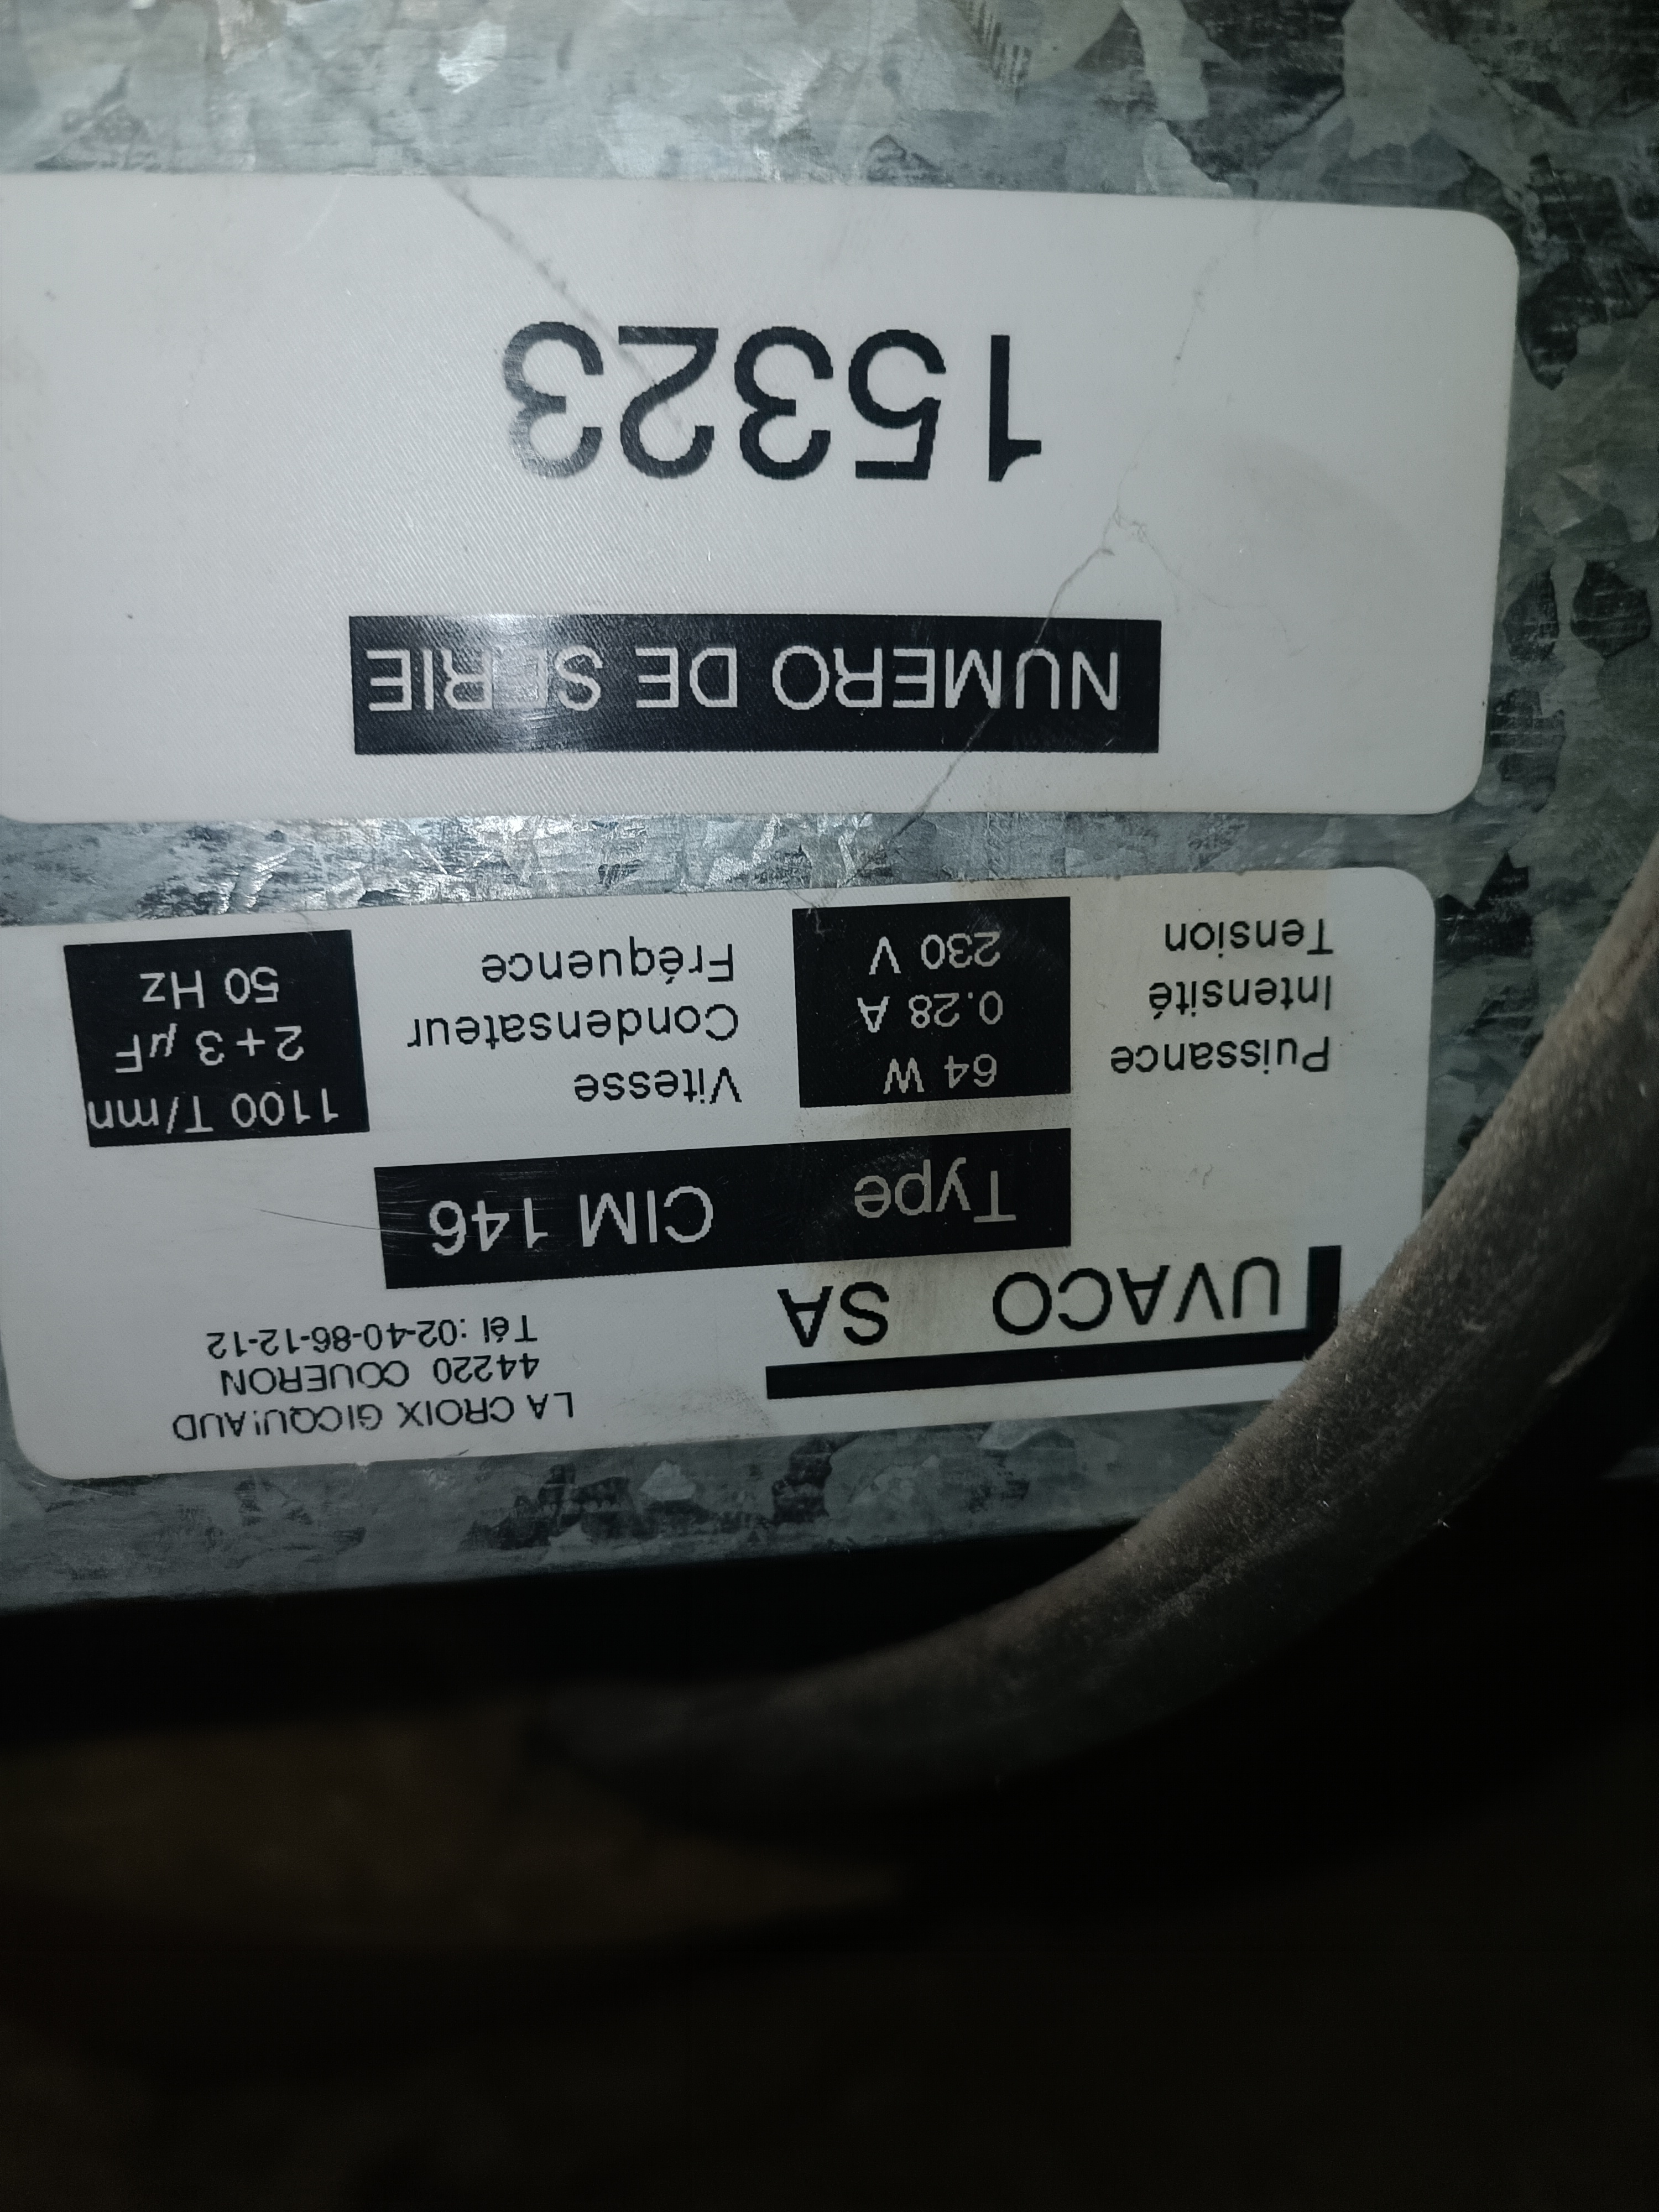 LA CROIX GICQUIAUD
44220 COUERON
Tél :02-40-86-12-12
UVACO SA
Type CIM 146
Puissance 64 W Vitesse 1100 T/mn
Intensité 0.28 A Condensateur 2+3 µF
Tension 230 V Fréquence 50 Hz
NUMERO DE SERIE
15323